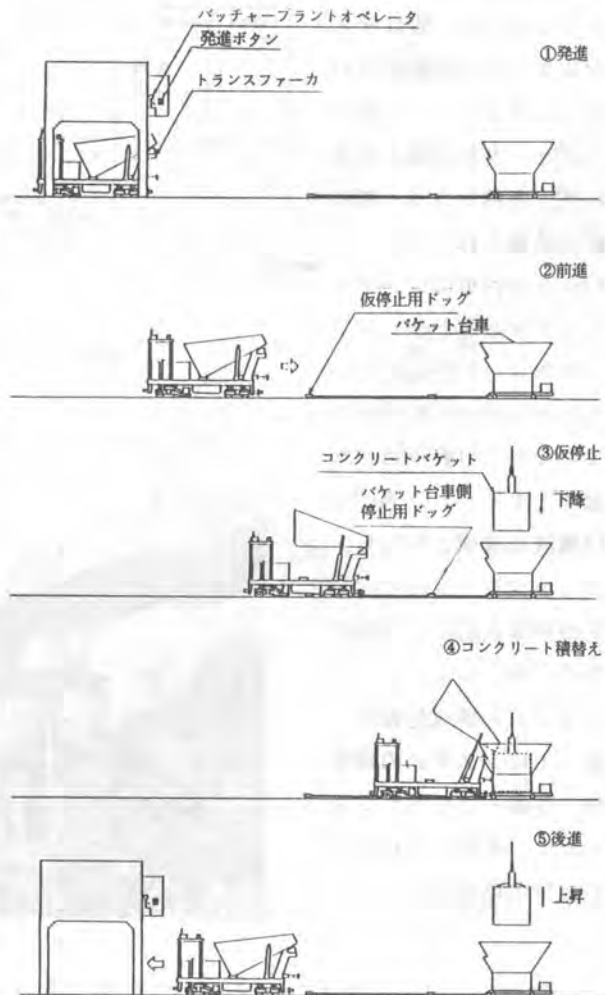 バッチャープラントオペレータ
発進ボタン
①発進
トランスファーカ
②前進
仮停止用ドッグ
バケット台車
③仮停止
コンクリートバケット
下降
バケット台車側
停止用ドッグ
④コンクリート積替え
⑤後進
上昇